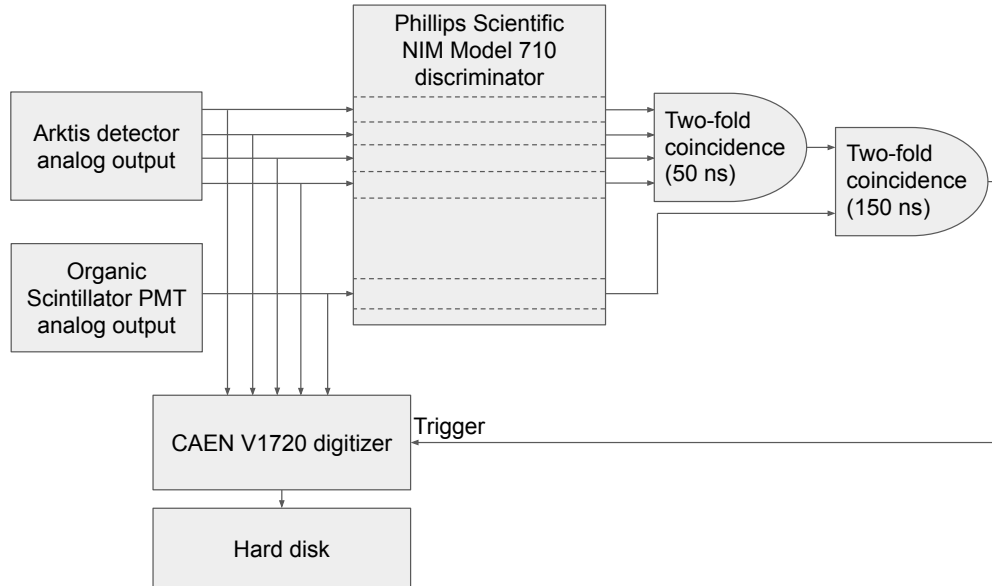 Phillips Scientific
NIM Model 710
discriminator
Arktis detector
analog output
Two-fold
coincidence
(50 ns)
Two-fold
coincidence
(150 ns)
Organic
Scintillator PMT
analog output
Trigger
CAEN V1720 digitizer
Hard disk